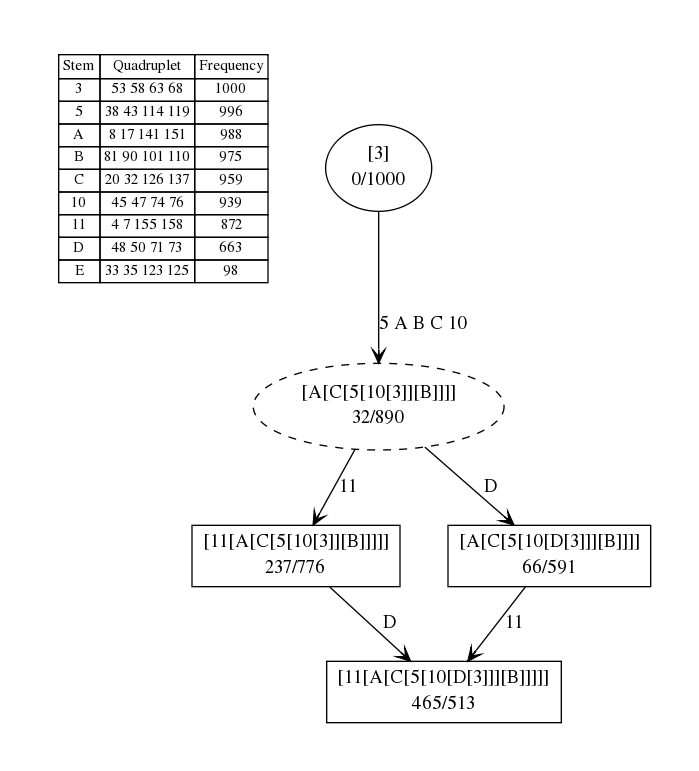 Stem Quadruplet Frequency
3 53 58 63 68 1000
5 38 43 114 119 996
A 8 17 141 151 988
B 81 90 101 110 975
C 20 32 126 137 959
10 45 47 74 76 939
11 4 7 155 158 872
D 48 50 71 73 663
E 33 35 123 125 98
[3]
0/1000
5 A B C 10
[A[C[5[10[3]][B]]]]
32/890
11
D
[11[A[C[5[10[3]][B]]]]]
237/776
[A[C[5[10[D[3]]][B]]]]
66/591
D
11
[11[A[C[5[10[D[3]]][B]]]]]
465/513